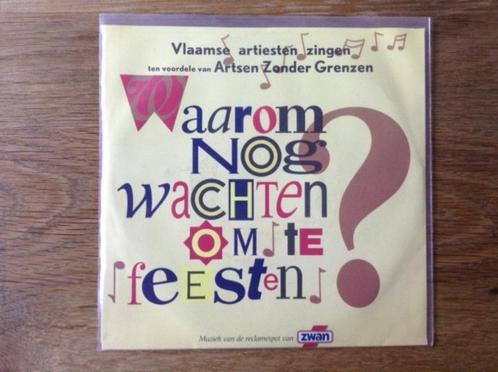 Vlaamse artiesten zingen
ten voordele van Artsen Zonder Grenzen
Waarom
NOG
wACHTen
OM te
feEsten?
Muziek van de reclamespot van zwan